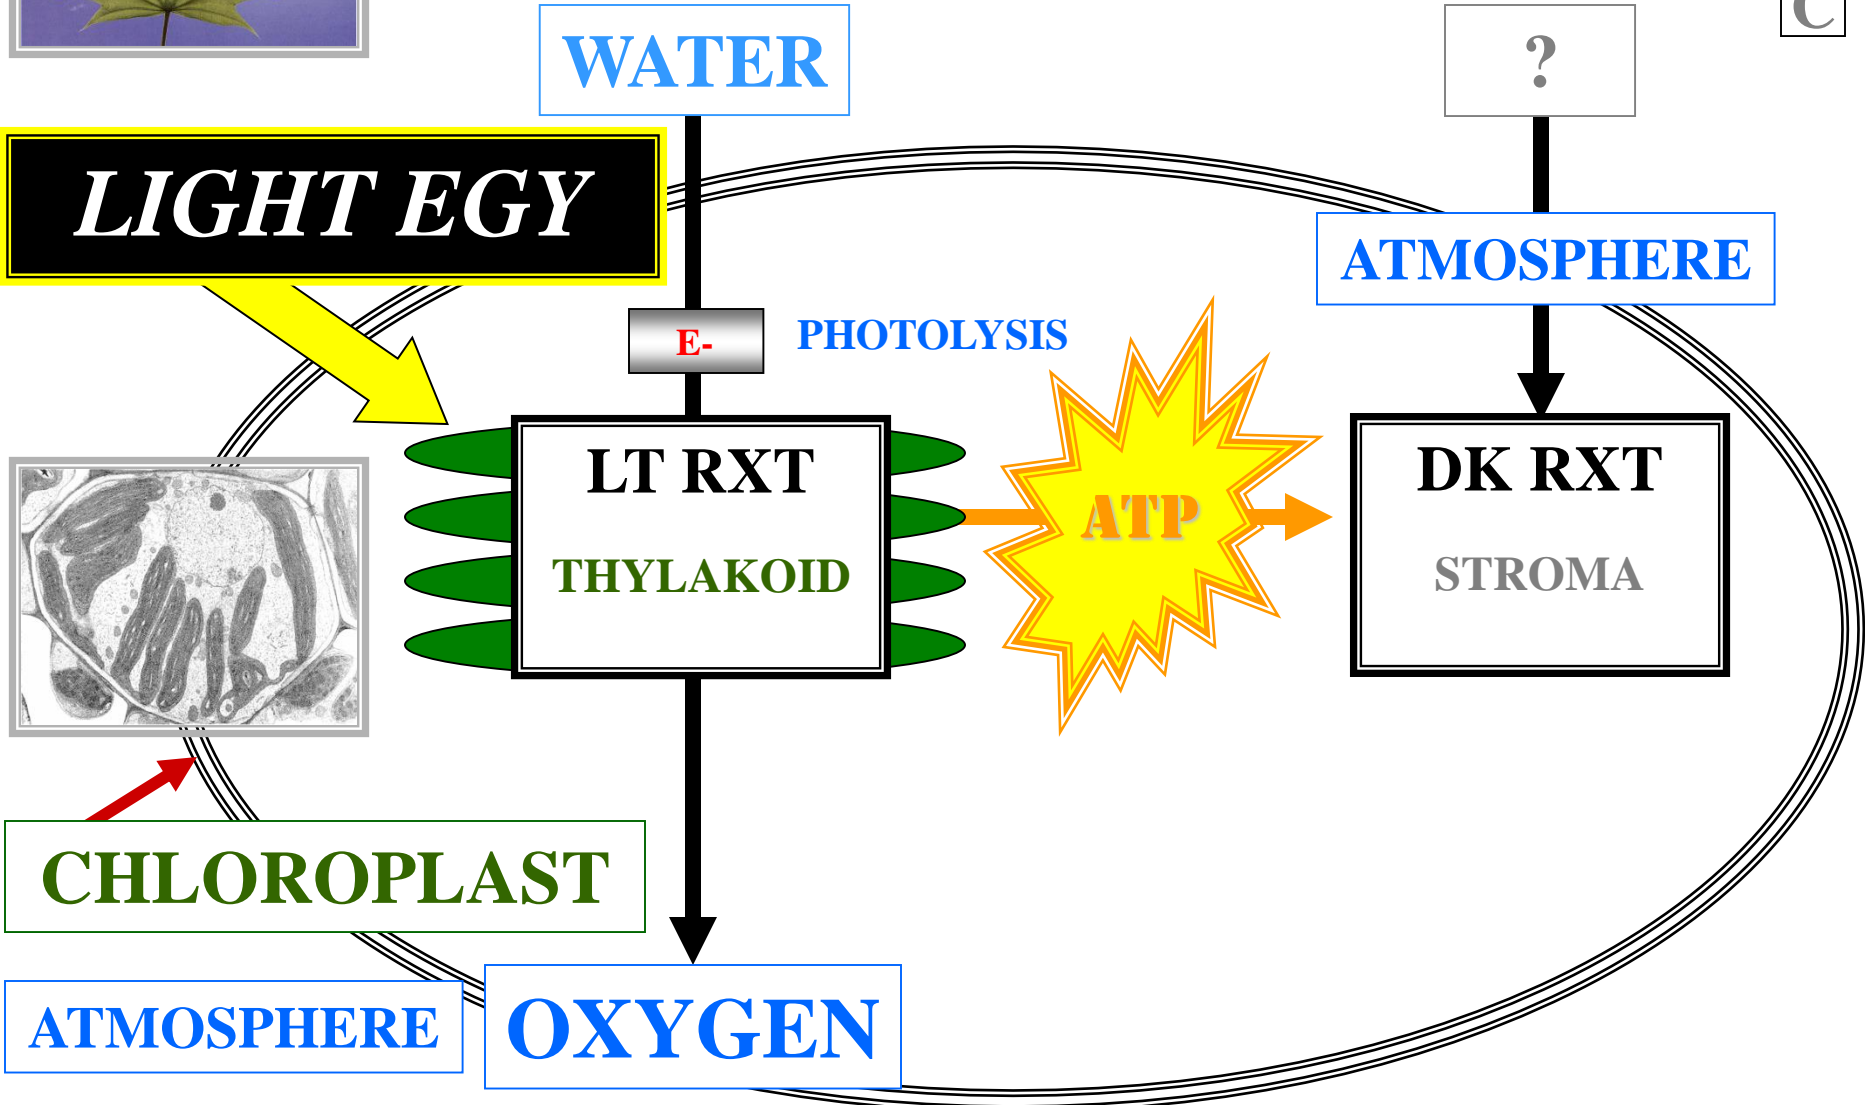 WATER
?
C
LIGHT EGY
ATMOSPHERE
E-
PHOTOLYSIS
LT RXT
THYLAKOID
ATP
DK RXT
STROMA
CHLOROPLAST
ATMOSPHERE
OXYGEN